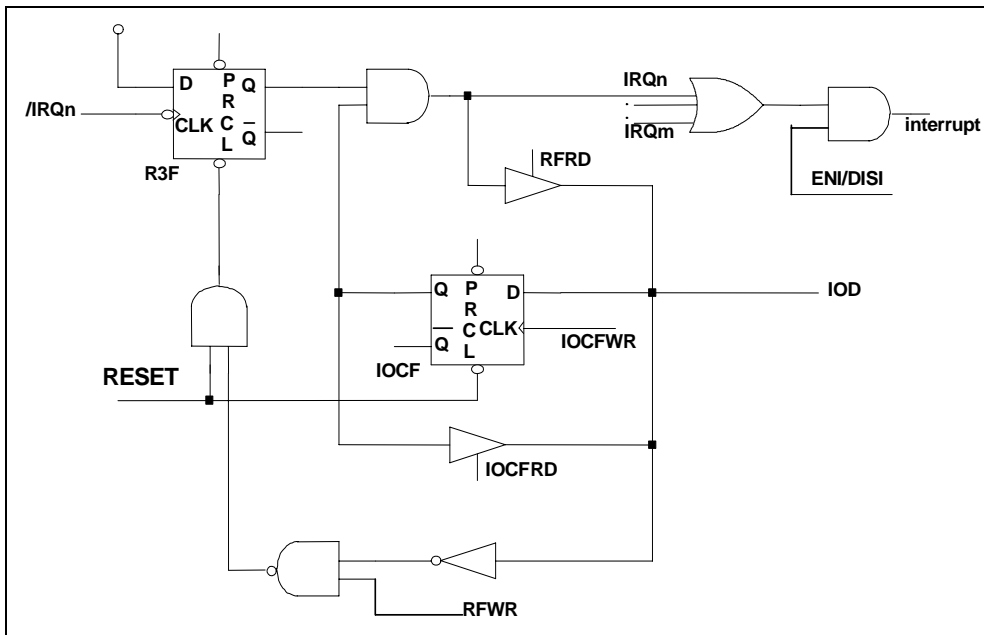 D
P
R
C
L
Q
CLK
Q
/IRQn
R3F
IRQn
:
IRQm
interrupt
RFRD
ENI/DISI
Q
P
R
C
L
D
Q
CLK
IOCFWR
IOCF
IOD
RESET
IOCFRD
RFWR